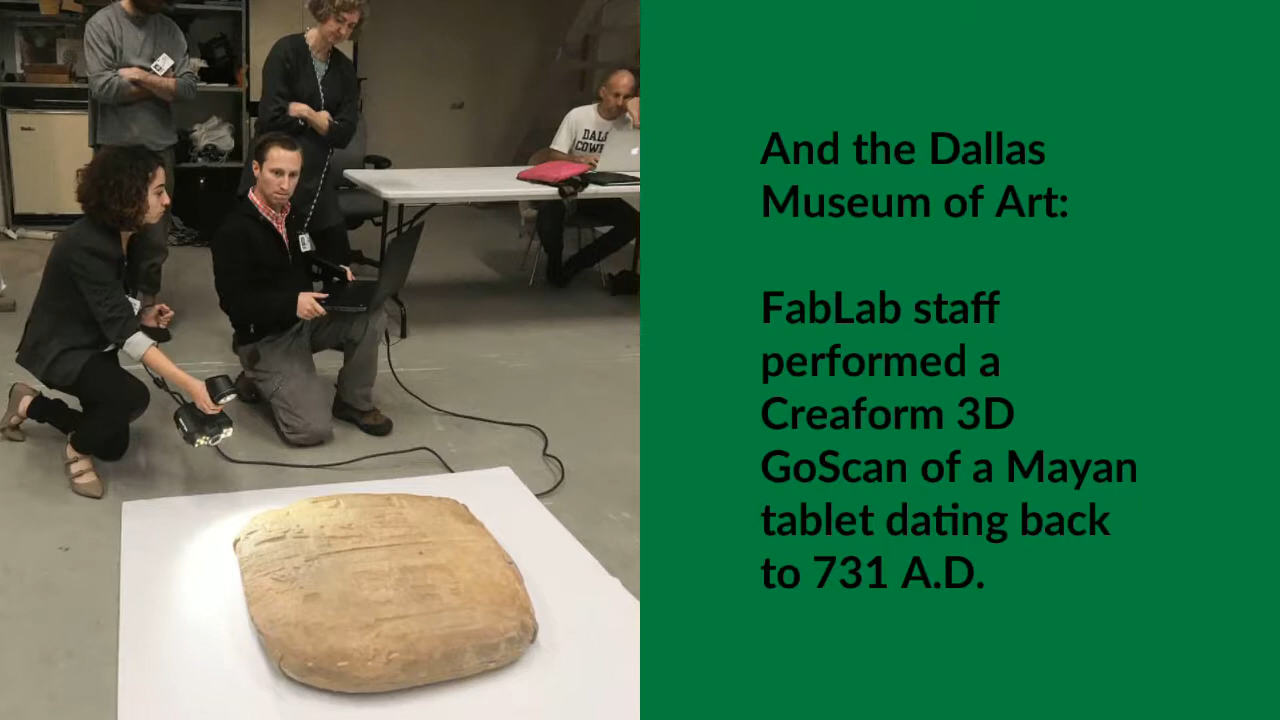 And the Dallas
Museum of Art:
FabLab staff
performed a
Creaform 3D
GoScan of a Mayan
tablet dating back
to 731 A.D.